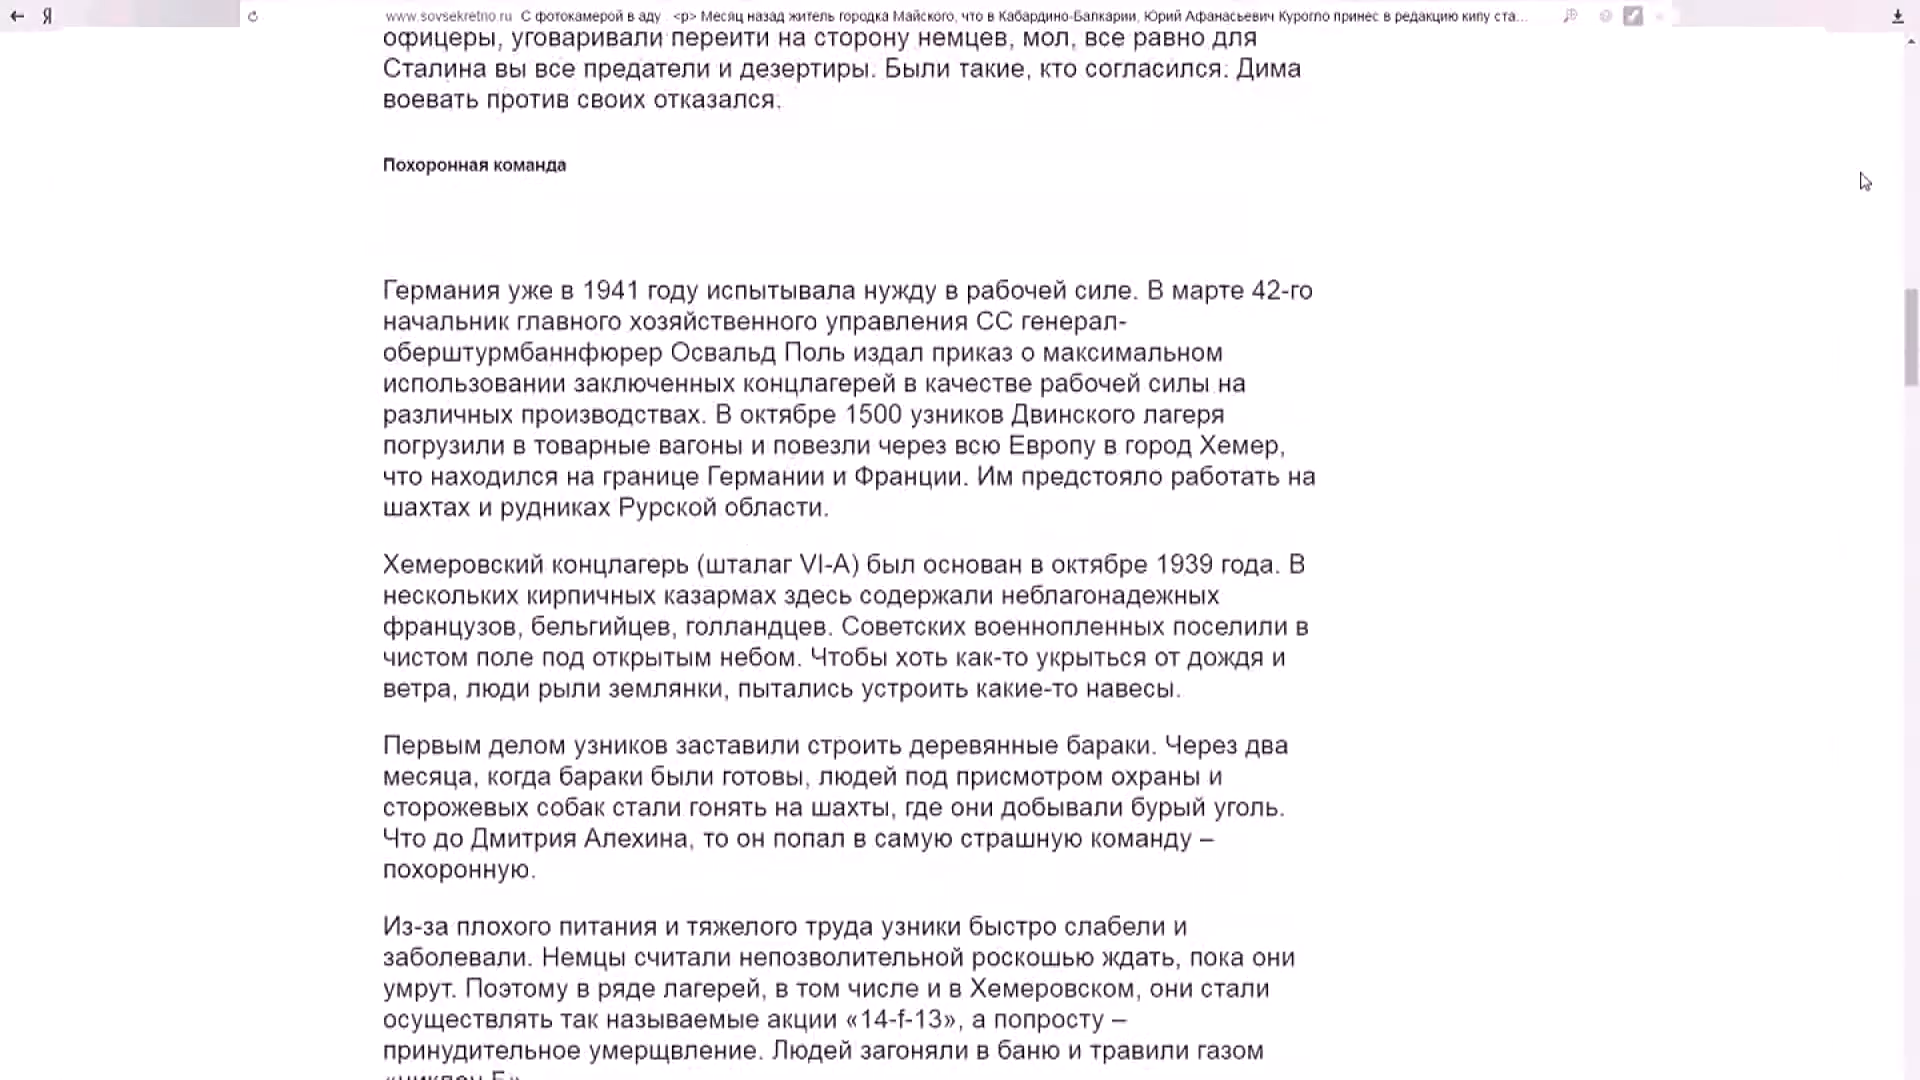 Я www.sovsekretno.ru С фотокамерой в аду . <p> Месяц назад житель городка Майского, что в Кабардино-Балкарии, Юрий Афанасьевич Курогло принес в редакцию кипу ста...
офицеры, уговаривали перейти на сторону немцев, мол, все равно для
Сталина вы все предатели и дезертиры. Были такие, кто согласился. Дима
воевать против своих отказался.
Похоронная команда
Германия уже в 1941 году испытывала нужду в рабочей силе. В марте 42-го
начальник главного хозяйственного управления СС генерал-
оберштурмбаннфюрер Освальд Поль издал приказ о максимальном
использовании заключенных концлагерей в качестве рабочей силы на
различных производствах. В октябре 1500 узников Двинского лагеря
погрузили в товарные вагоны и повезли через всю Европу в город Хемер,
что находился на границе Германии и Франции. Им предстояло работать на
шахтах и рудниках Рурской области.
Хемеровский концлагерь (шталаг VI-A) был основан в октябре 1939 года. В
нескольких кирпичных казармах здесь содержали неблагонадежных
французов, бельгийцев, голландцев. Советских военнопленных поселили в
чистом поле под открытым небом. Чтобы хоть как-то укрыться от дождя и
ветра, люди рыли землянки, пытались устроить какие-то навесы.
Первым делом узников заставили строить деревянные бараки. Через два
месяца, когда бараки были готовы, людей под присмотром охраны и
сторожевых собак стали гонять на шахты, где они добывали бурый уголь.
Что до Дмитрия Алехина, то он попал в самую страшную команду –
похоронную.
Из-за плохого питания и тяжелого труда узники быстро слабели и
заболевали. Немцы считали непозволительной роскошью ждать, пока они
умрут. Поэтому в ряде лагерей, в том числе и в Хемеровском, они стали
осуществлять так называемые акции «14-f-13», а попросту –
принудительное умерщвление. Людей загоняли в баню и травили газом